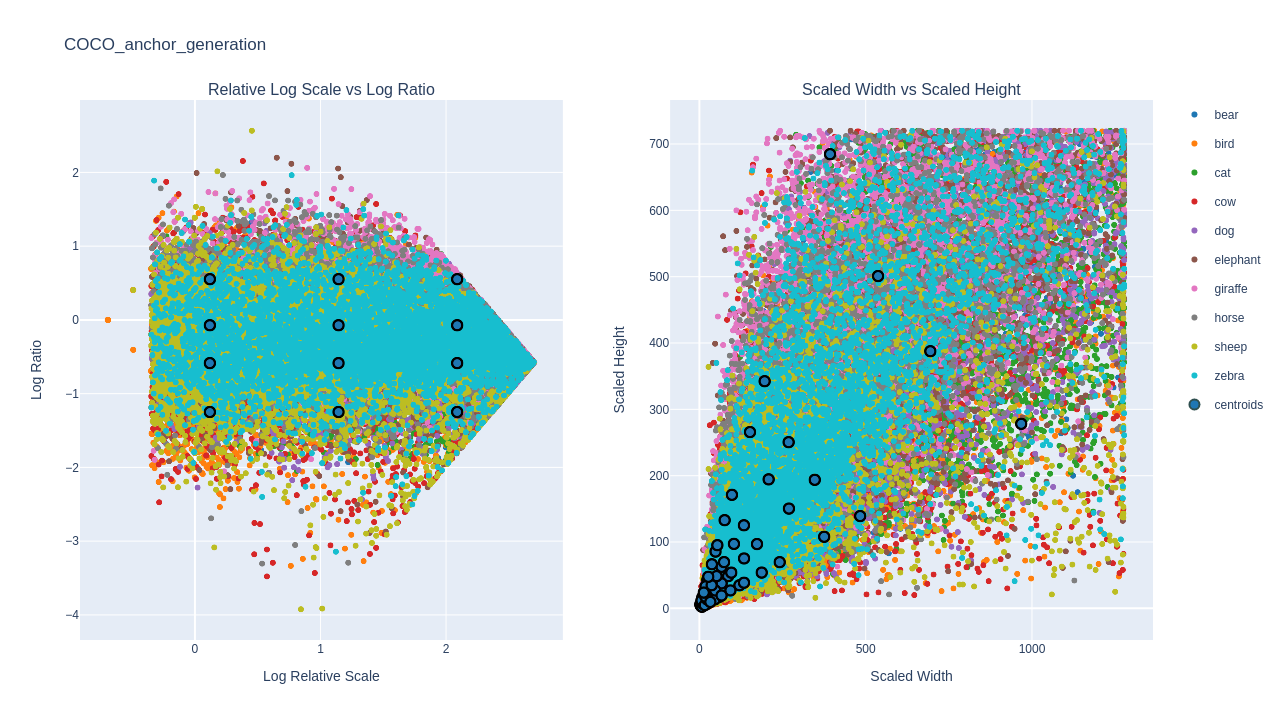 COCO_anchor_generation
Relative Log Scale vs Log Ratio
Scaled Width vs Scaled Height
2
1
0
−1
−2
−3
−4
Log Ratio
0
1
2
Log Relative Scale
700
600
500
400
300
200
100
0
Scaled Height
0
500
1000
Scaled Width
bear
bird
cat
cow
dog
elephant
giraffe
horse
sheep
zebra
centroids